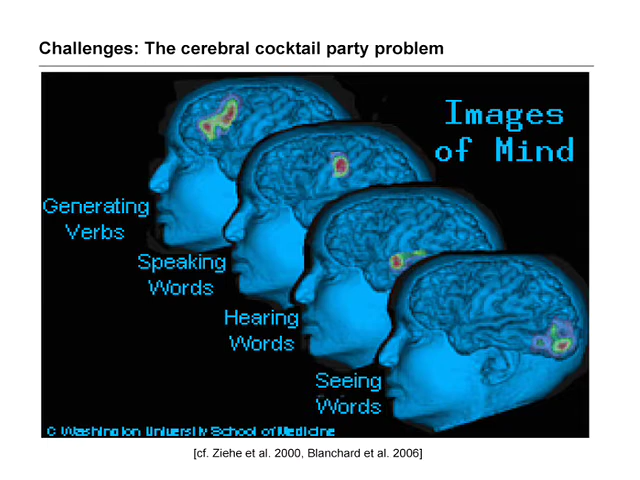 Challenges: The cerebral cocktail party problem
Images
of Mind
Generating
Verbs
Speaking
Words
Hearing
Words
Seeing
Words
© Washington University School of Medicine
[cf. Ziehe et al. 2000, Blanchard et al. 2006]